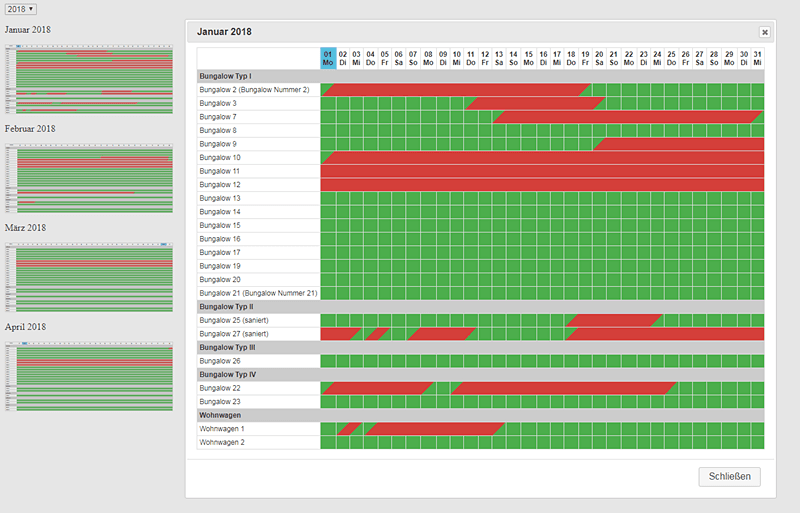 2018
Januar 2018
Februar 2018
März 2018
April 2018
Januar 2018
01 02 03 04 05 06 07 08 09 10 11 12 13 14 15 16 17 18 19 20 21 22 23 24 25 26 27 28 29 30 31
Mo Di Mi Do Fr Sa So Mo Di Mi Do Fr Sa So Mo Di Mi Do Fr Sa So Mo Di Mi Do Fr Sa So Mo Di Mi
Bungalow Typ I
Bungalow 2 (Bungalow Nummer 2)
Bungalow 3
Bungalow 7
Bungalow 8
Bungalow 9
Bungalow 10
Bungalow 11
Bungalow 12
Bungalow 13
Bungalow 14
Bungalow 15
Bungalow 16
Bungalow 17
Bungalow 19
Bungalow 20
Bungalow 21 (Bungalow Nummer 21)
Bungalow Typ II
Bungalow 25 (saniert)
Bungalow 27 (saniert)
Bungalow Typ III
Bungalow 26
Bungalow Typ IV
Bungalow 22
Bungalow 23
Wohnwagen
Wohnwagen 1
Wohnwagen 2
Schließen